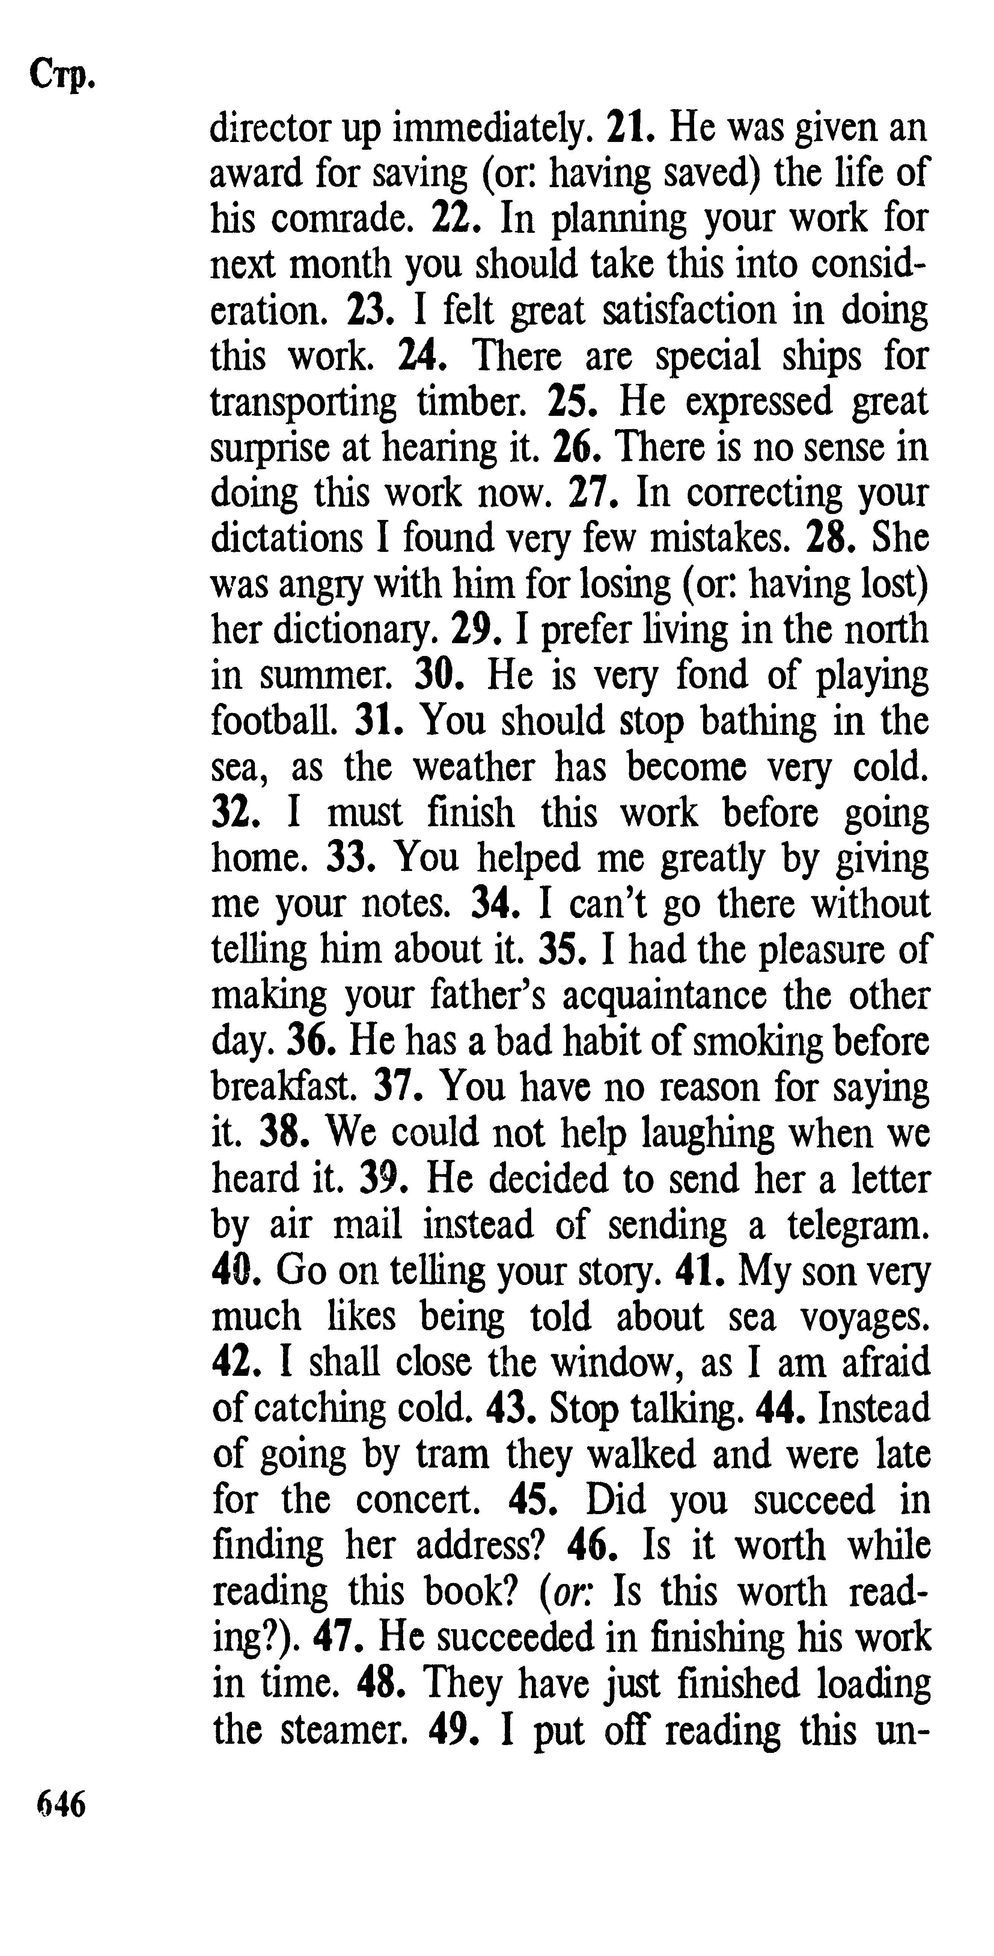 Стр.
director up immediately. 21. He was given an
award for saving (or: having saved) the life of
his comrade. 22. In planning your work for
next month you should take this into consid-
eration. 23. I felt great satisfaction in doing
this work. 24. There are special ships for
transporting timber. 25. He expressed great
surprise at hearing it. 26. There is no sense in
doing this work now. 27. In correcting your
dictations I found very few mistakes. 28. She
was angry with him for losing (or: having lost)
her dictionary. 29. I prefer living in the north
in summer. 30. He is very fond of playing
football. 31. You should stop bathing in the
sea, as the weather has become very cold.
32. I must finish this work before going
home. 33. You helped me greatly by giving
me your notes. 34. I can't go there without
telling him about it. 35. I had the pleasure of
making your father's acquaintance the other
day. 36. He has a bad habit of smoking before
breakfast. 37. You have no reason for saying
it. 38. We could not help laughing when we
heard it. 39. He decided to send her a letter
by air mail instead of sending a telegram.
40. Go on telling your story. 41. My son very
much likes being told about sea voyages.
42. I shall close the window, as I am afraid
of catching cold. 43. Stop talking. 44. Instead
of going by tram they walked and were late
for the concert. 45. Did you succeed in
finding her address? 46. Is it worth while
reading this book? (or: Is this worth read-
ing?). 47. He succeeded in finishing his work
in time. 48. They have just finished loading
the steamer. 49. I put off reading this un-
646